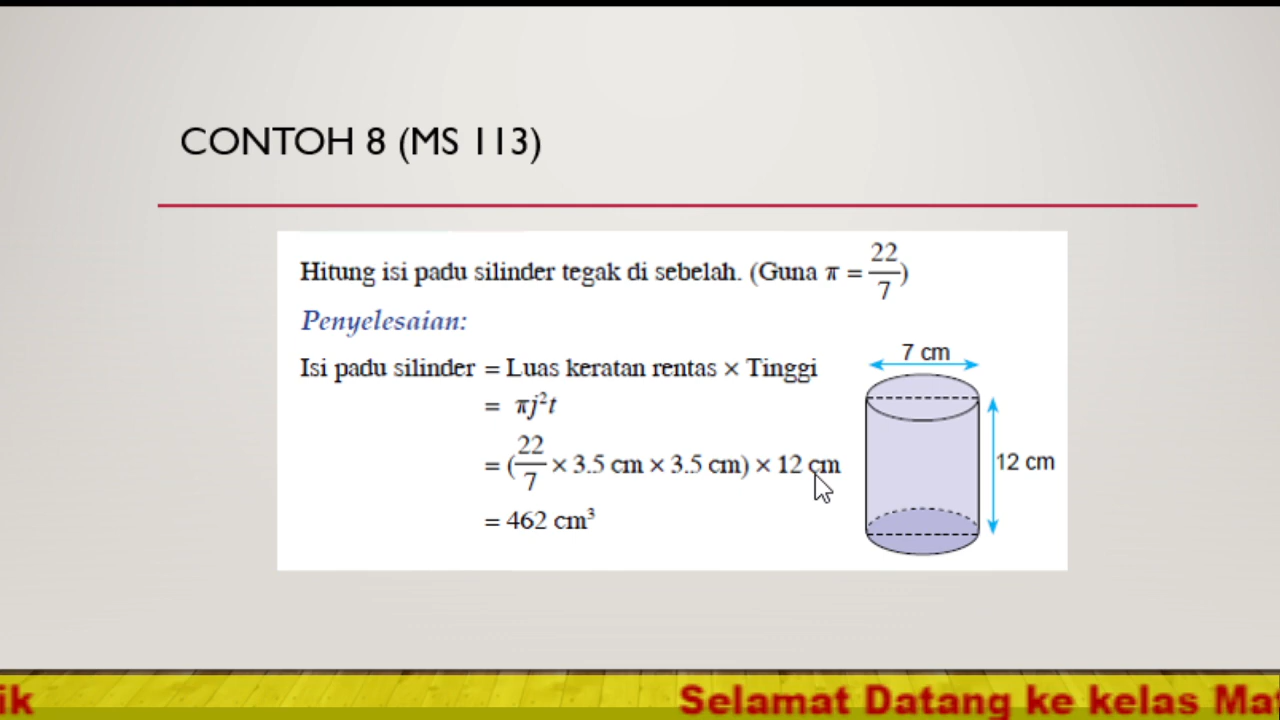 CONTOH 8 (MS 113)
Hitung isi padu silinder tegak di sebelah. (Guna π = 22/7)
Penyelesaian:
Isi padu silinder = Luas keratan rentas × Tinggi
= πj²t
= (22/7 × 3.5 cm × 3.5 cm) × 12 cm
= 462 cm³
7 cm
12 cm
ik Selamat Datang ke kelas Mat